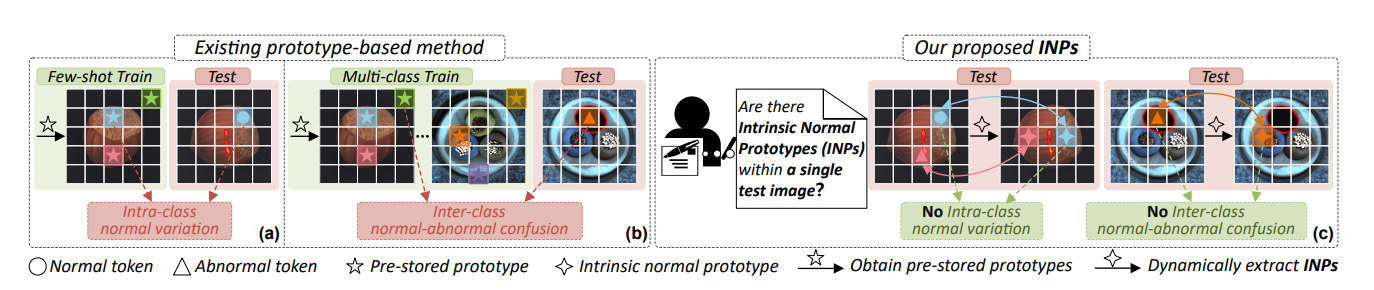 Existing prototype-based method
Few-shot Train
Test
Multi-class Train
Test
Intra-class
normal variation
(a)
Inter-class
normal-abnormal confusion
(b)
Our proposed INPs
Are there
Intrinsic Normal
Prototypes (INPs)
within a single
test image?
Test
Test
No Intra-class
normal variation
No Inter-class
normal-abnormal confusion
(c)
Normal token
Abnormal token
Pre-stored prototype
Intrinsic normal prototype
Obtain pre-stored prototypes
Dynamically extract INPs